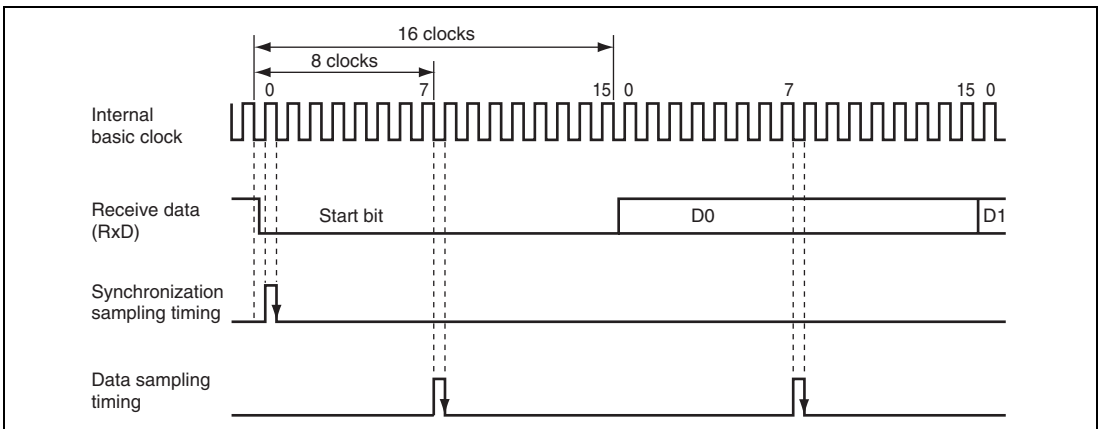 16 clocks
8 clocks
0 7 15 0 7 15 0
Internal
basic clock
Receive data
(RxD)
Start bit D0 D1
Synchronization
sampling timing
Data sampling
timing